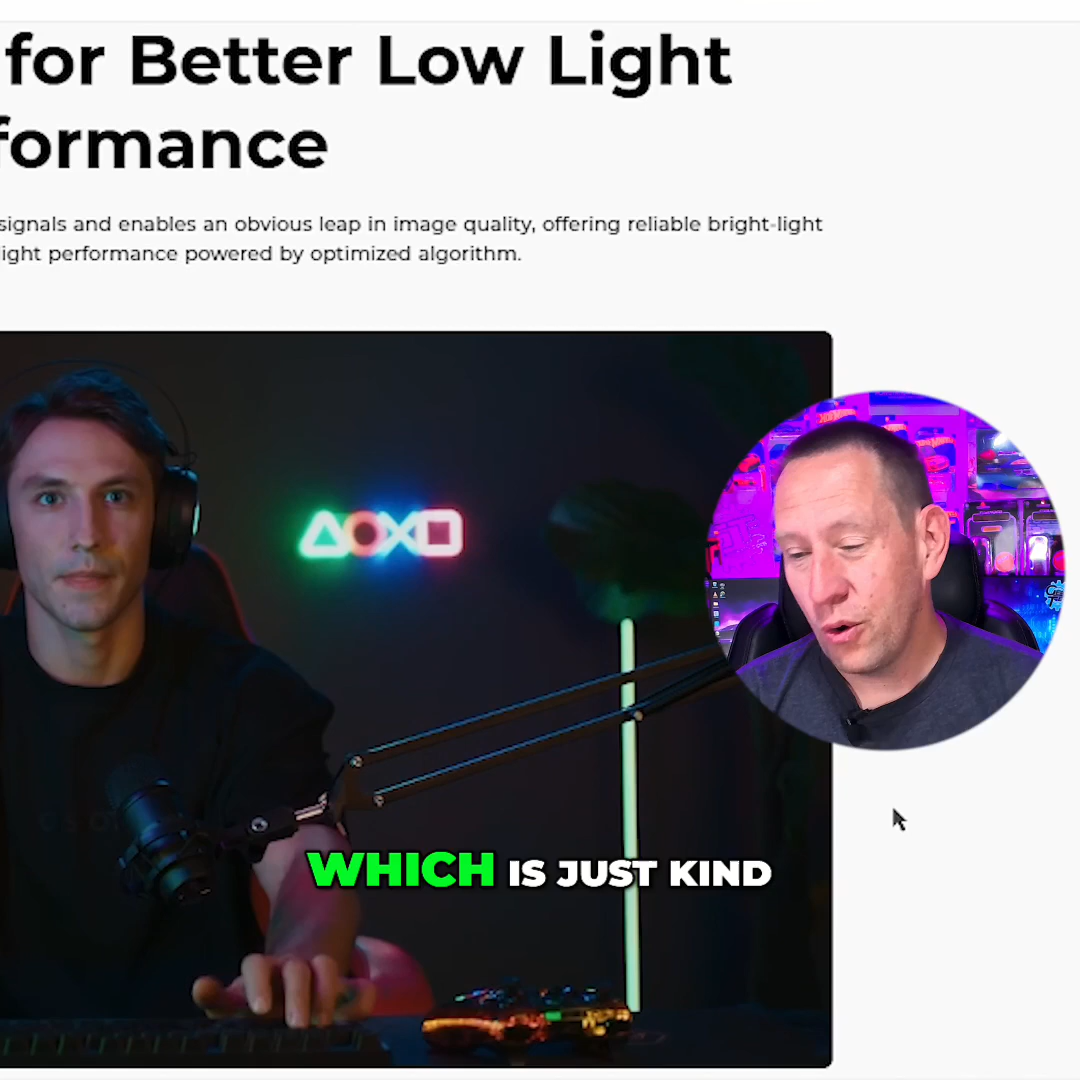 for Better Low Light
formance
signals and enables an obvious leap in image quality, offering reliable bright-light
light performance powered by optimized algorithm.
WHICH IS JUST KIND